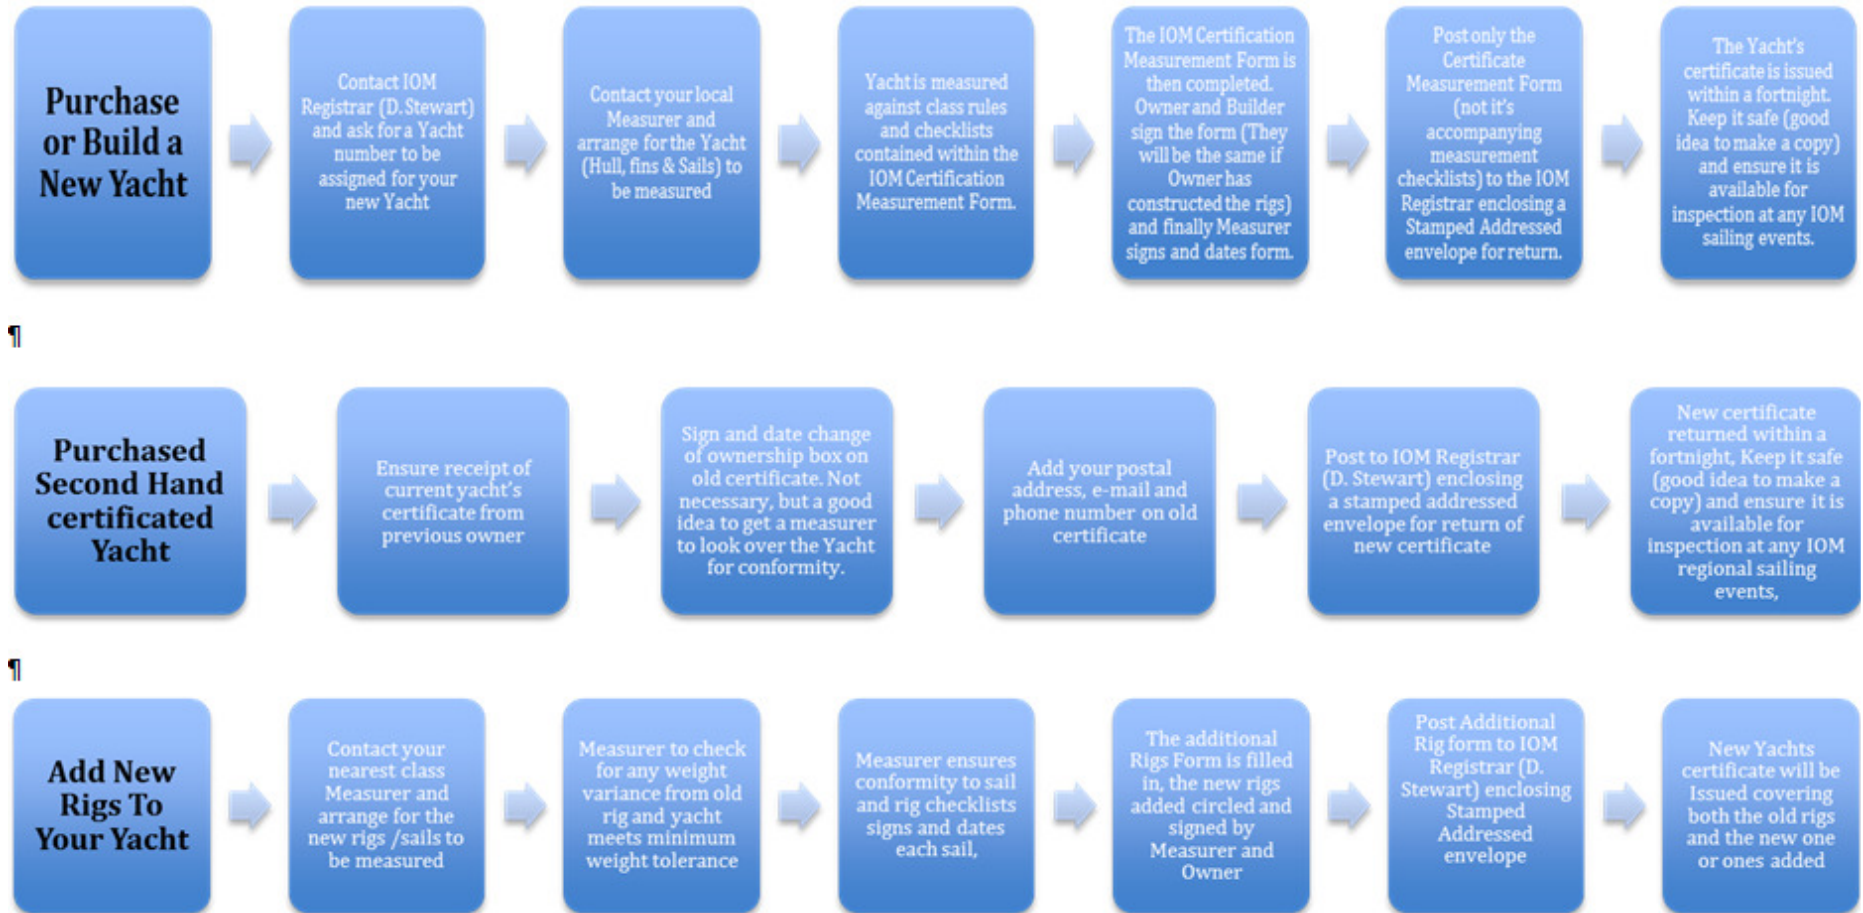 Purchase
or Build a
New Yacht
Contact IOM
Registrar (D. Stewart)
and ask for a Yacht
number to be
assigned for your
new Yacht
Contact your local
Measurer and
arrange for the Yacht
(Hull, fins & Sails) to
be measured
Yacht is measured
against class rules
and checklists
contained within the
IOM Certification
Measurement Form.
The IOM Certification
Measurement Form is
then completed.
Owner and Builder
sign the form (They
will be the same if
Owner has
constructed the rigs)
and finally Measurer
signs and dates form.
Post only the
Certificate
Measurement Form
(not it's
accompanying
measurement
checklists) to the IOM
Registrar enclosing a
Stamped Addressed
envelope for return.
The Yacht's
certificate is issued
within a fortnight.
Keep it safe (good
idea to make a copy)
and ensure it is
available for
inspection at any IOM
sailing events.
¶
Purchased
Second Hand
certificated
Yacht
Ensure receipt of
current yacht's
certificate from
previous owner
Sign and date change
of ownership box on
old certificate. Not
necessary, but a good
idea to get a measurer
to look over the Yacht
for conformity.
Add your postal
address, e-mail and
phone number on old
certificate
Post to IOM Registrar
(D. Stewart) enclosing
a stamped addressed
envelope for return of
new certificate
New certificate
returned within a
fortnight, Keep it safe
(good idea to make a
copy) and ensure it is
available for
inspection at any IOM
regional sailing
events,
¶
Add New
Rigs To
Your Yacht
Contact your
nearest class
Measurer and
arrange for the
new rigs /sails to
be measured
Measurer to check
for any weight
variance from old
rig and yacht
meets minimum
weight tolerance
Measurer ensures
conformity to sail
and rig checklists
signs and dates
each sail,
The additional
Rigs Form is filled
in, the new rigs
added circled and
signed by
Measurer and
Owner
Post Additional
Rig form to IOM
Registrar (D.
Stewart) enclosing
Stamped
Addressed
envelope
New Yachts
certificate will be
Issued covering
both the old rigs
and the new one
or ones added